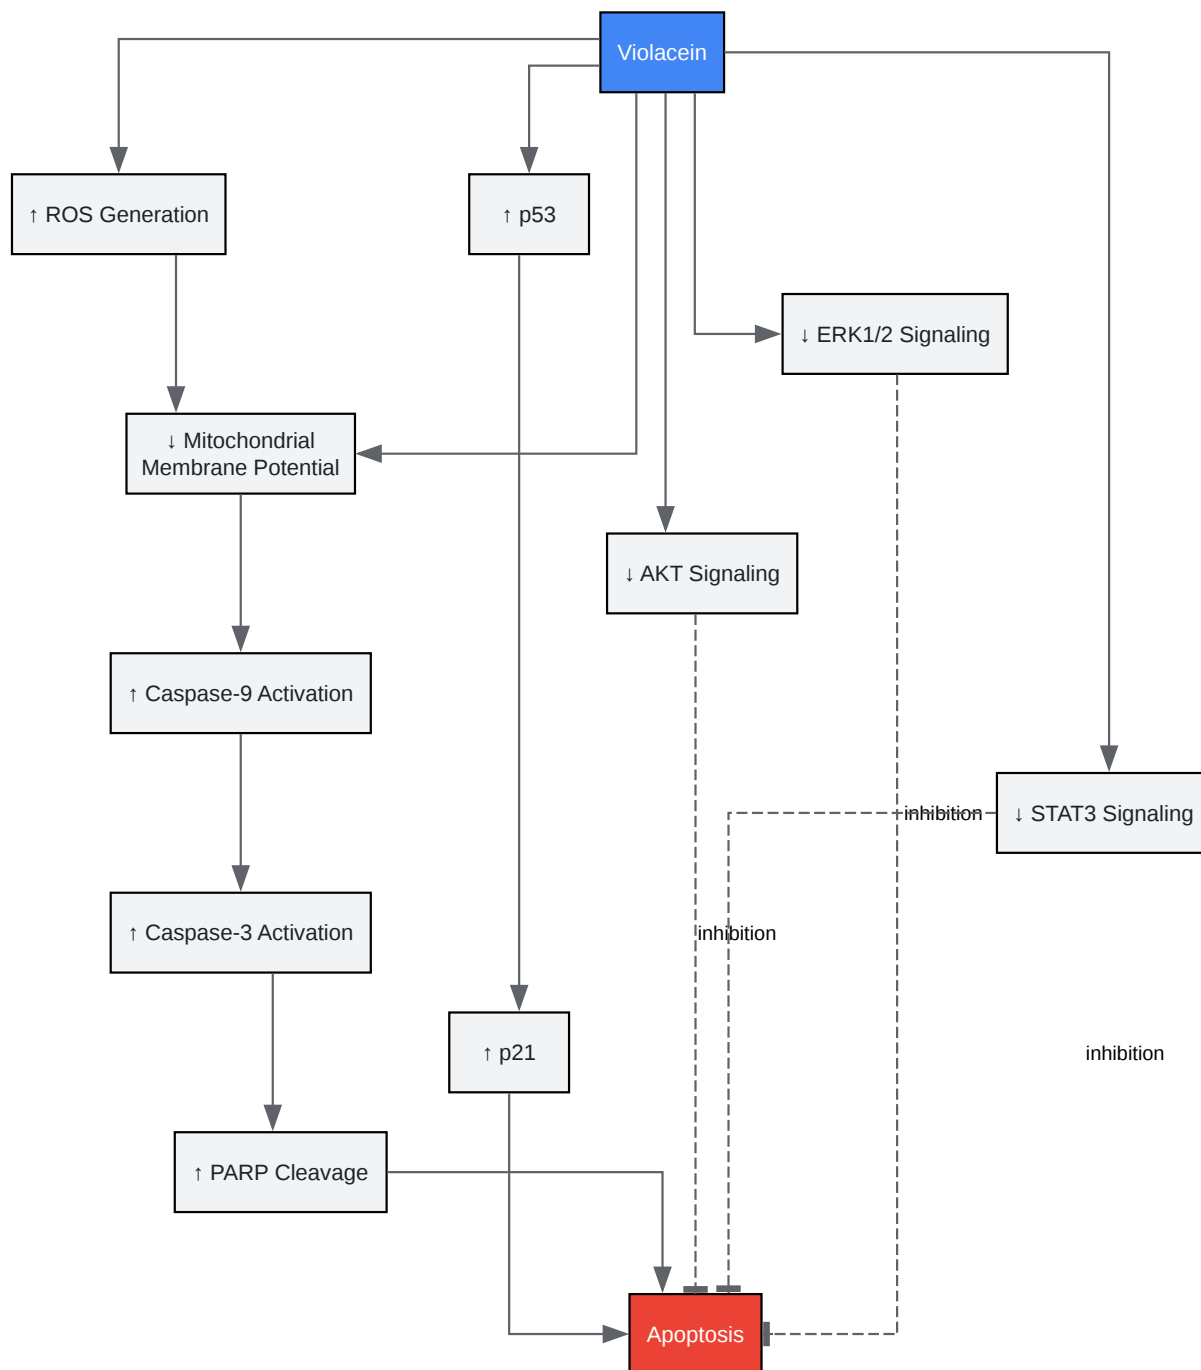 Violacein
↑ ROS Generation
↑ p53
↓ ERK1/2 Signaling
↓ Mitochondrial
Membrane Potential
↓ AKT Signaling
↑ Caspase-9 Activation
inhibition
↓ STAT3 Signaling
↑ Caspase-3 Activation
inhibition
↑ p21
inhibition
↑ PARP Cleavage
Apoptosis